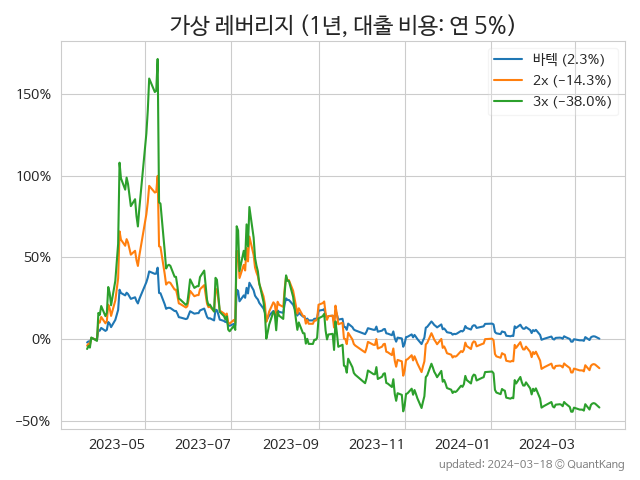 가상 레버리지 (1년, 대출 비용: 연 5%)
바텍 (2.3%)
2x (−14.3%)
3x (−38.0%)
150%
100%
50%
0%
−50%
2023−05 2023−07 2023−09 2023−11 2024−01 2024−03
updated: 2024-03-18 © QuantKang